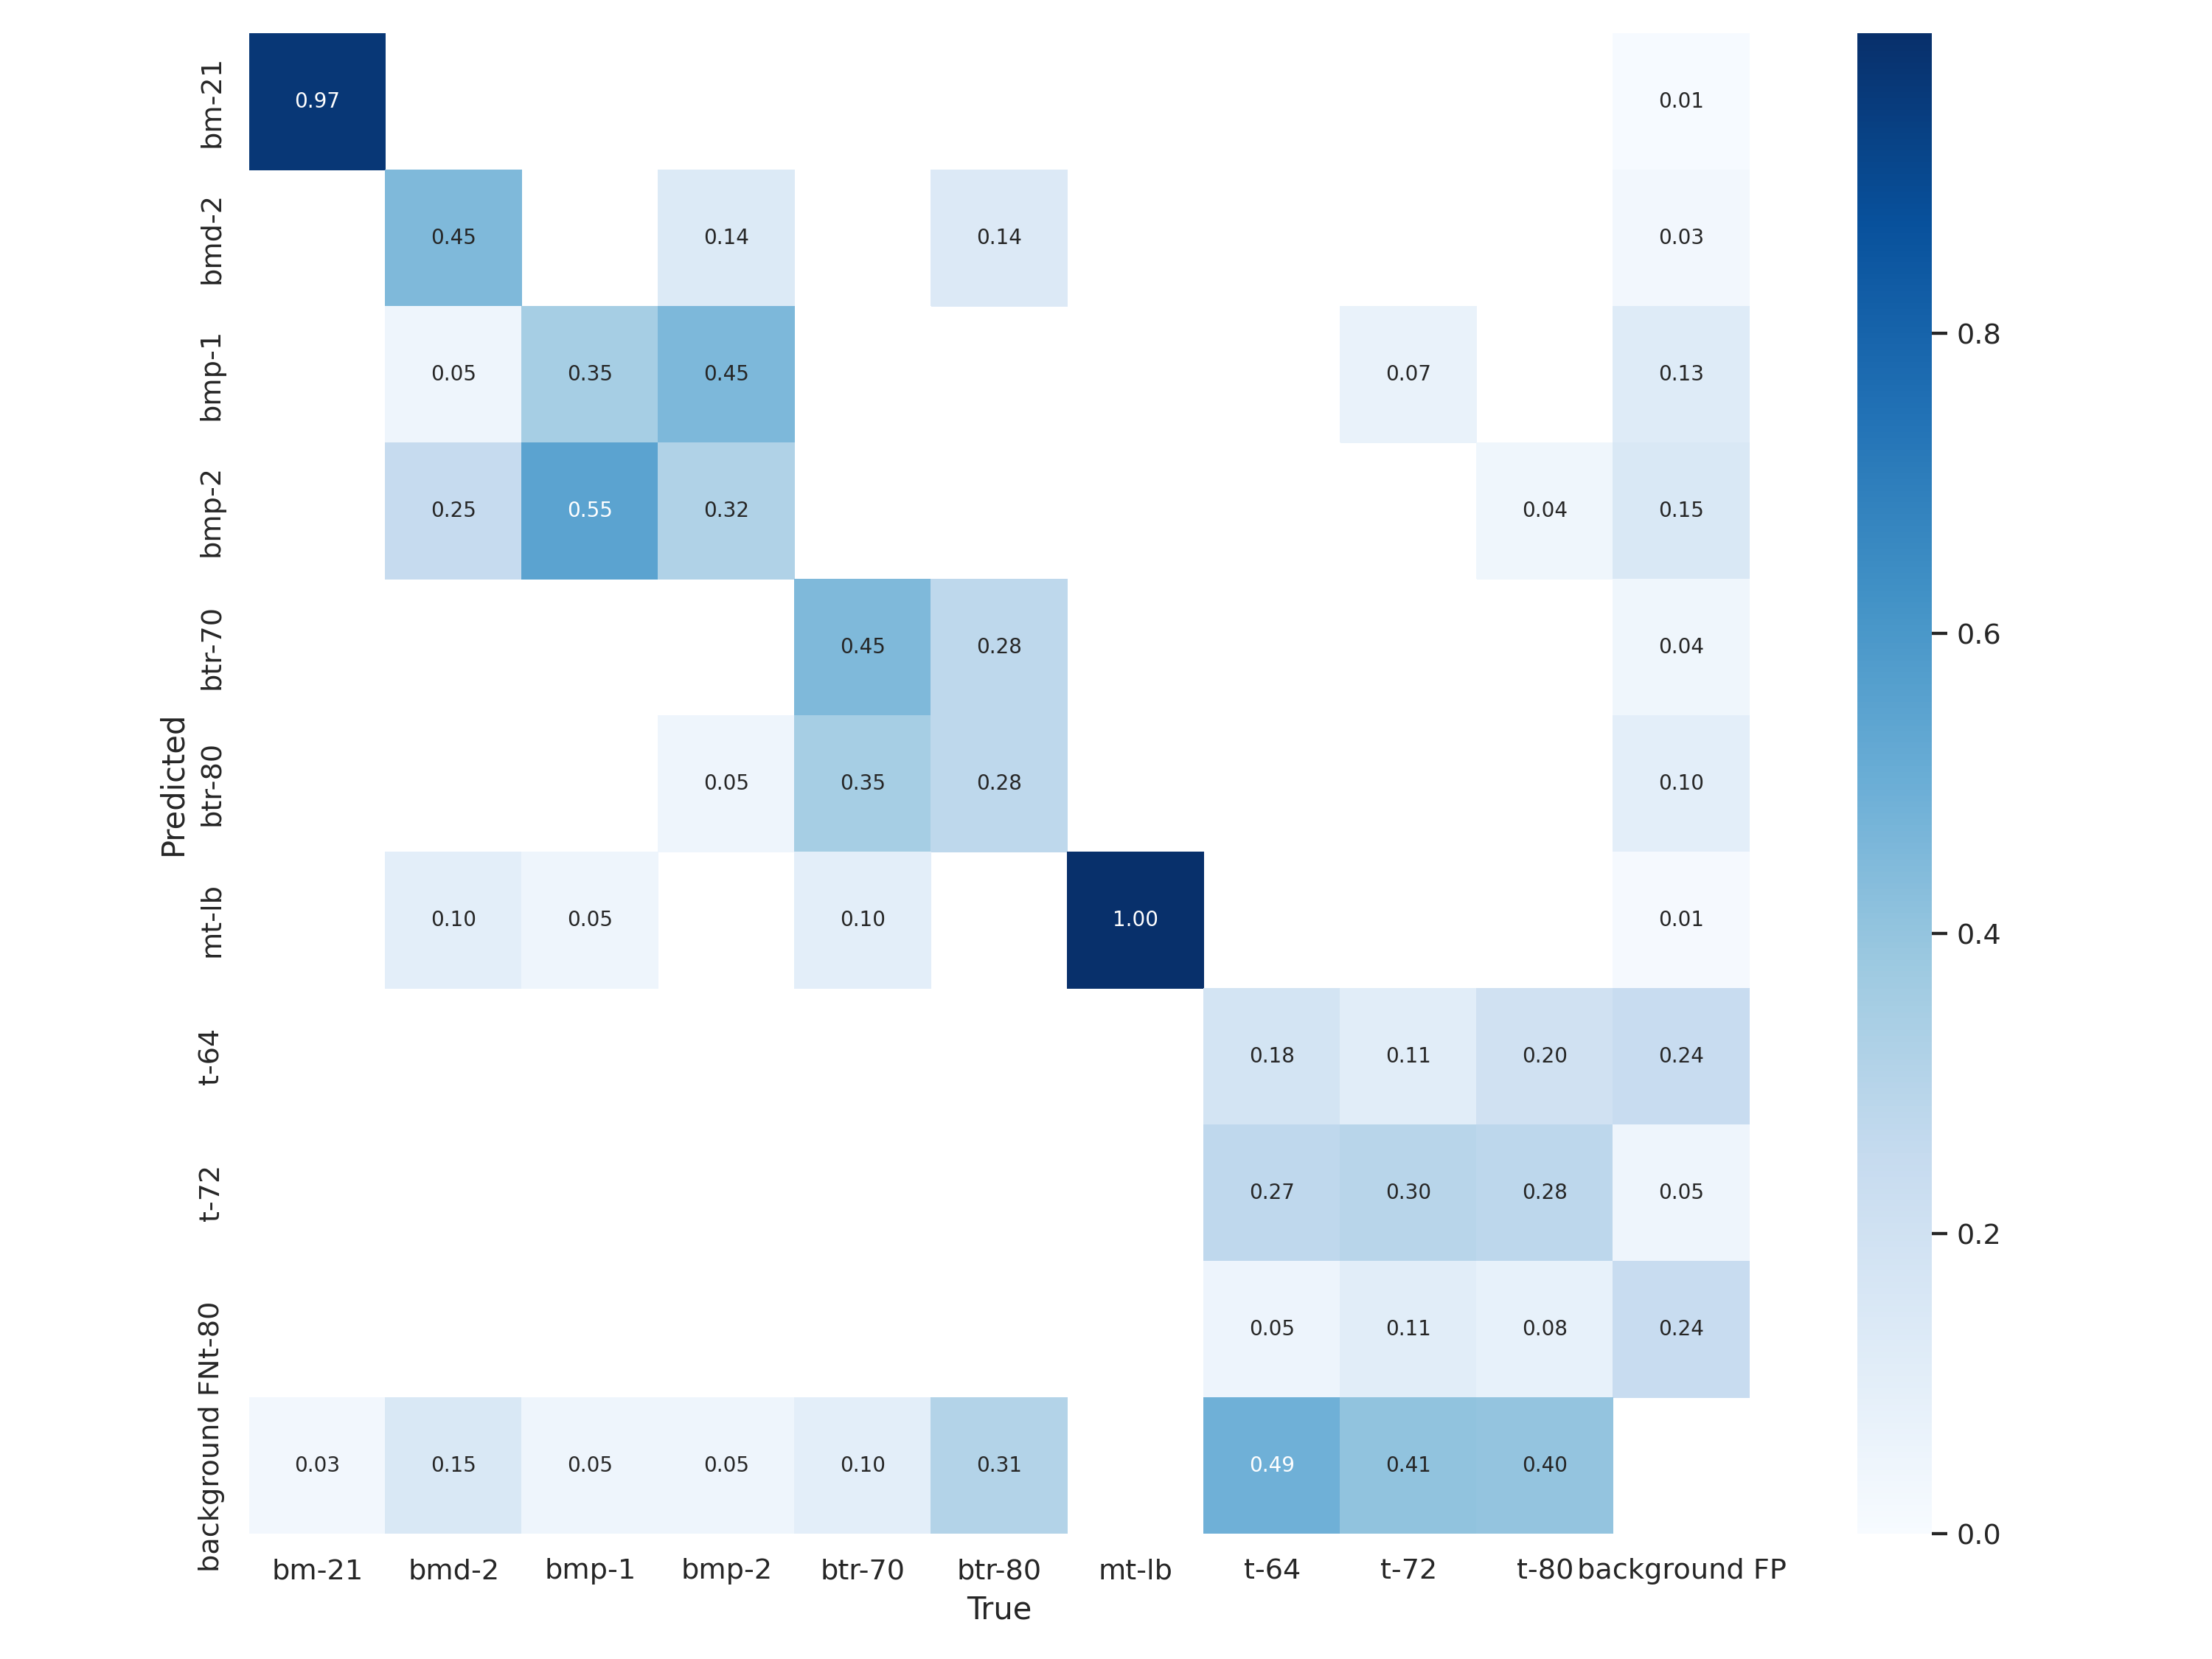 bm-21 0.97 0.01
bmd-2 0.45 0.14 0.14 0.03
0.8
bmp-1 0.05 0.35 0.45 0.07 0.13
bmp-2 0.25 0.55 0.32 0.04 0.15
0.6
btr-70 0.45 0.28 0.04
Predicted
btr-80 0.05 0.35 0.28 0.10
mt-lb 0.10 0.05 0.10 1.00 0.01
0.4
t-64 0.18 0.11 0.20 0.24
t-72 0.27 0.30 0.28 0.05
0.2
t-80 0.05 0.11 0.08 0.24
background FN 0.03 0.15 0.05 0.05 0.10 0.31 0.49 0.41 0.40
0.0
bm-21 bmd-2 bmp-1 bmp-2 btr-70 btr-80 mt-lb t-64 t-72 t-80 background FP
True